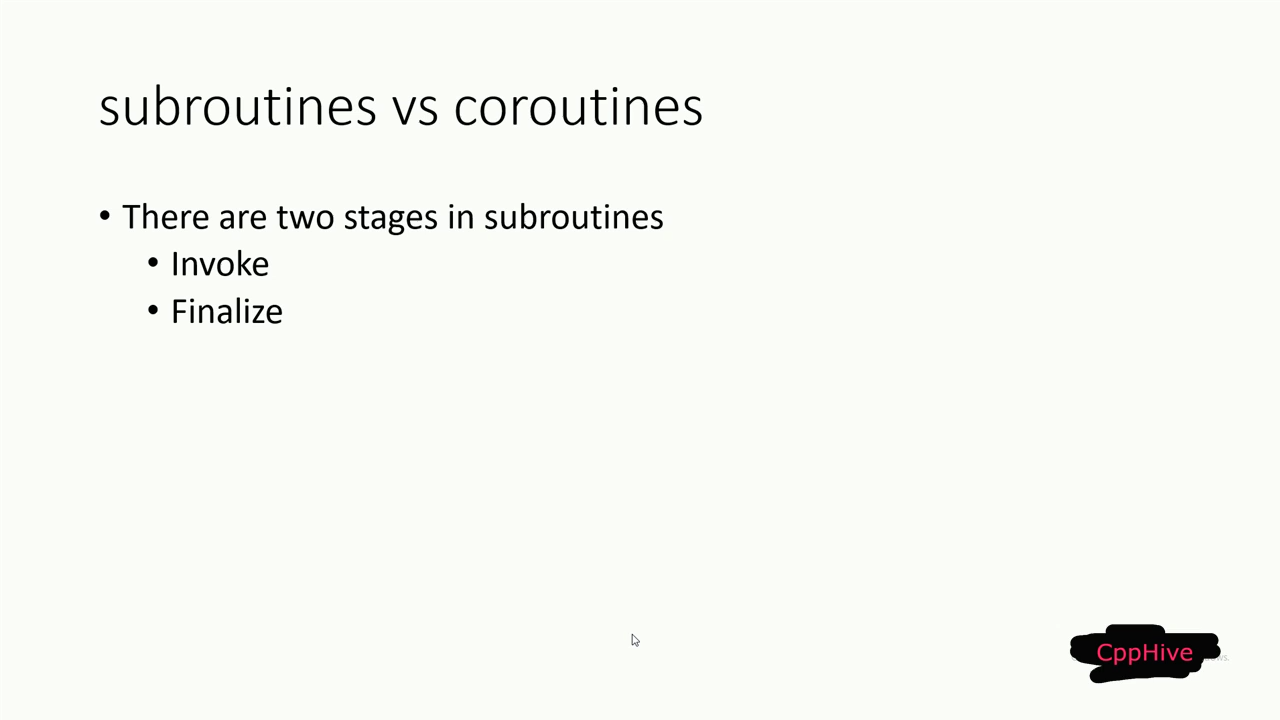 subroutines vs coroutines
• There are two stages in subroutines
• Invoke
• Finalize
CppHive